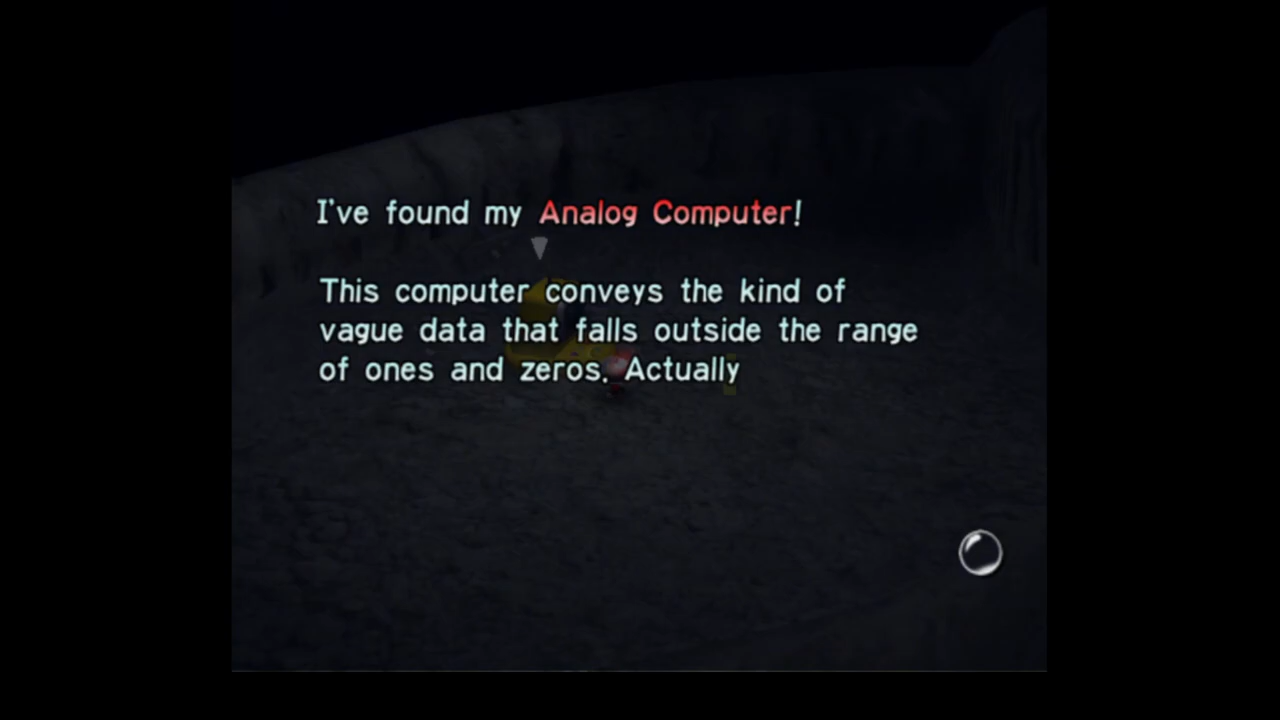 I've found my Analog Computer!
This computer conveys the kind of
vague data that falls outside the range
of ones and zeros. Actually